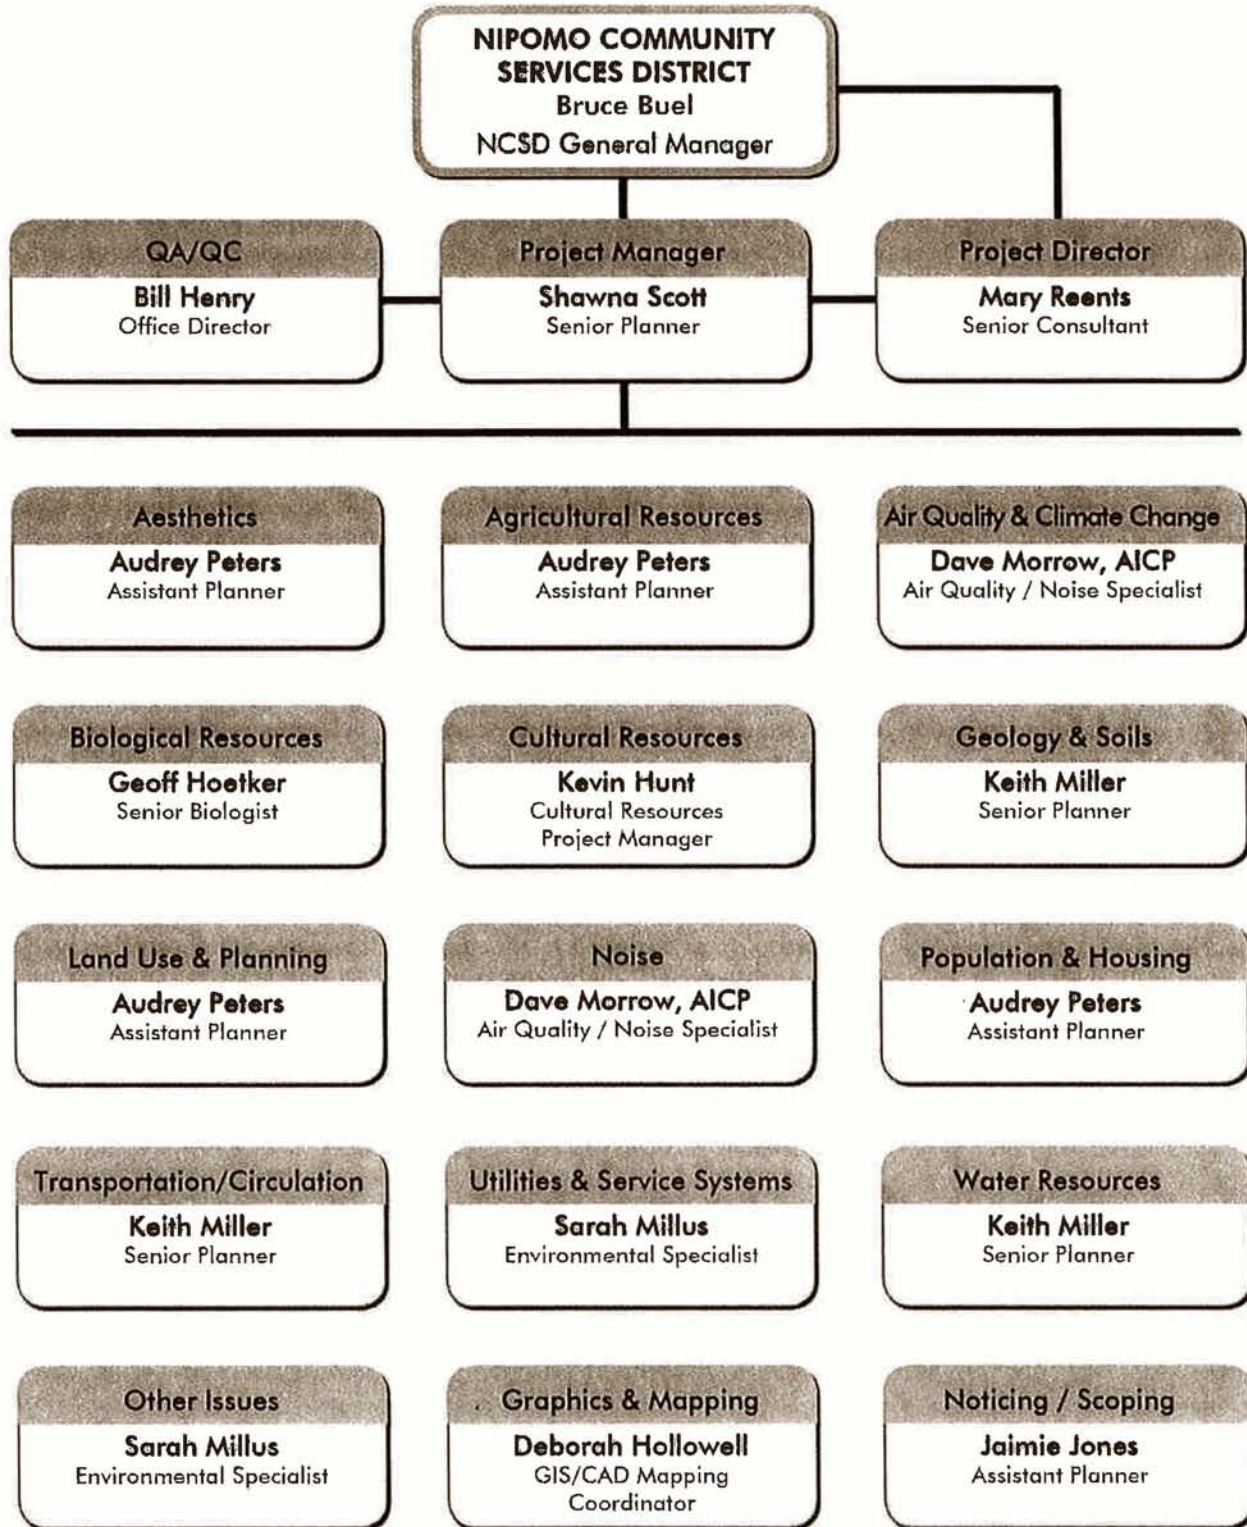 NIPOMO COMMUNITY
SERVICES DISTRICT
Bruce Buel
NCSD General Manager
QA/QC
Bill Henry
Office Director
Project Manager
Shawna Scott
Senior Planner
Project Director
Mary Reents
Senior Consultant
Aesthetics
Audrey Peters
Assistant Planner
Agricultural Resources
Audrey Peters
Assistant Planner
Air Quality & Climate Change
Dave Morrow, AICP
Air Quality / Noise Specialist
Biological Resources
Geoff Hoetker
Senior Biologist
Cultural Resources
Kevin Hunt
Cultural Resources
Project Manager
Geology & Soils
Keith Miller
Senior Planner
Land Use & Planning
Audrey Peters
Assistant Planner
Noise
Dave Morrow, AICP
Air Quality / Noise Specialist
Population & Housing
Audrey Peters
Assistant Planner
Transportation/Circulation
Keith Miller
Senior Planner
Utilities & Service Systems
Sarah Millus
Environmental Specialist
Water Resources
Keith Miller
Senior Planner
Other Issues
Sarah Millus
Environmental Specialist
Graphics & Mapping
Deborah Hollowell
GIS/CAD Mapping
Coordinator
Noticing / Scoping
Jaimie Jones
Assistant Planner